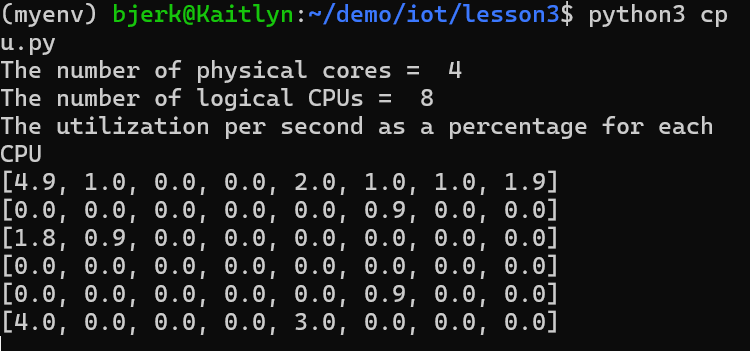 (myenv) bjerk@Kaitlyn:~/demo/iot/lesson3$ python3 cp
u.py
The number of physical cores =  4
The number of logical CPUs =  8
The utilization per second as a percentage for each
CPU
[4.9, 1.0, 0.0, 0.0, 2.0, 1.0, 1.0, 1.9]
[0.0, 0.0, 0.0, 0.0, 0.0, 0.9, 0.0, 0.0]
[1.8, 0.9, 0.0, 0.0, 0.0, 0.0, 0.0, 0.0]
[0.0, 0.0, 0.0, 0.0, 0.0, 0.0, 0.0, 0.0]
[0.0, 0.0, 0.0, 0.0, 0.0, 0.9, 0.0, 0.0]
[4.0, 0.0, 0.0, 0.0, 3.0, 0.0, 0.0, 0.0]